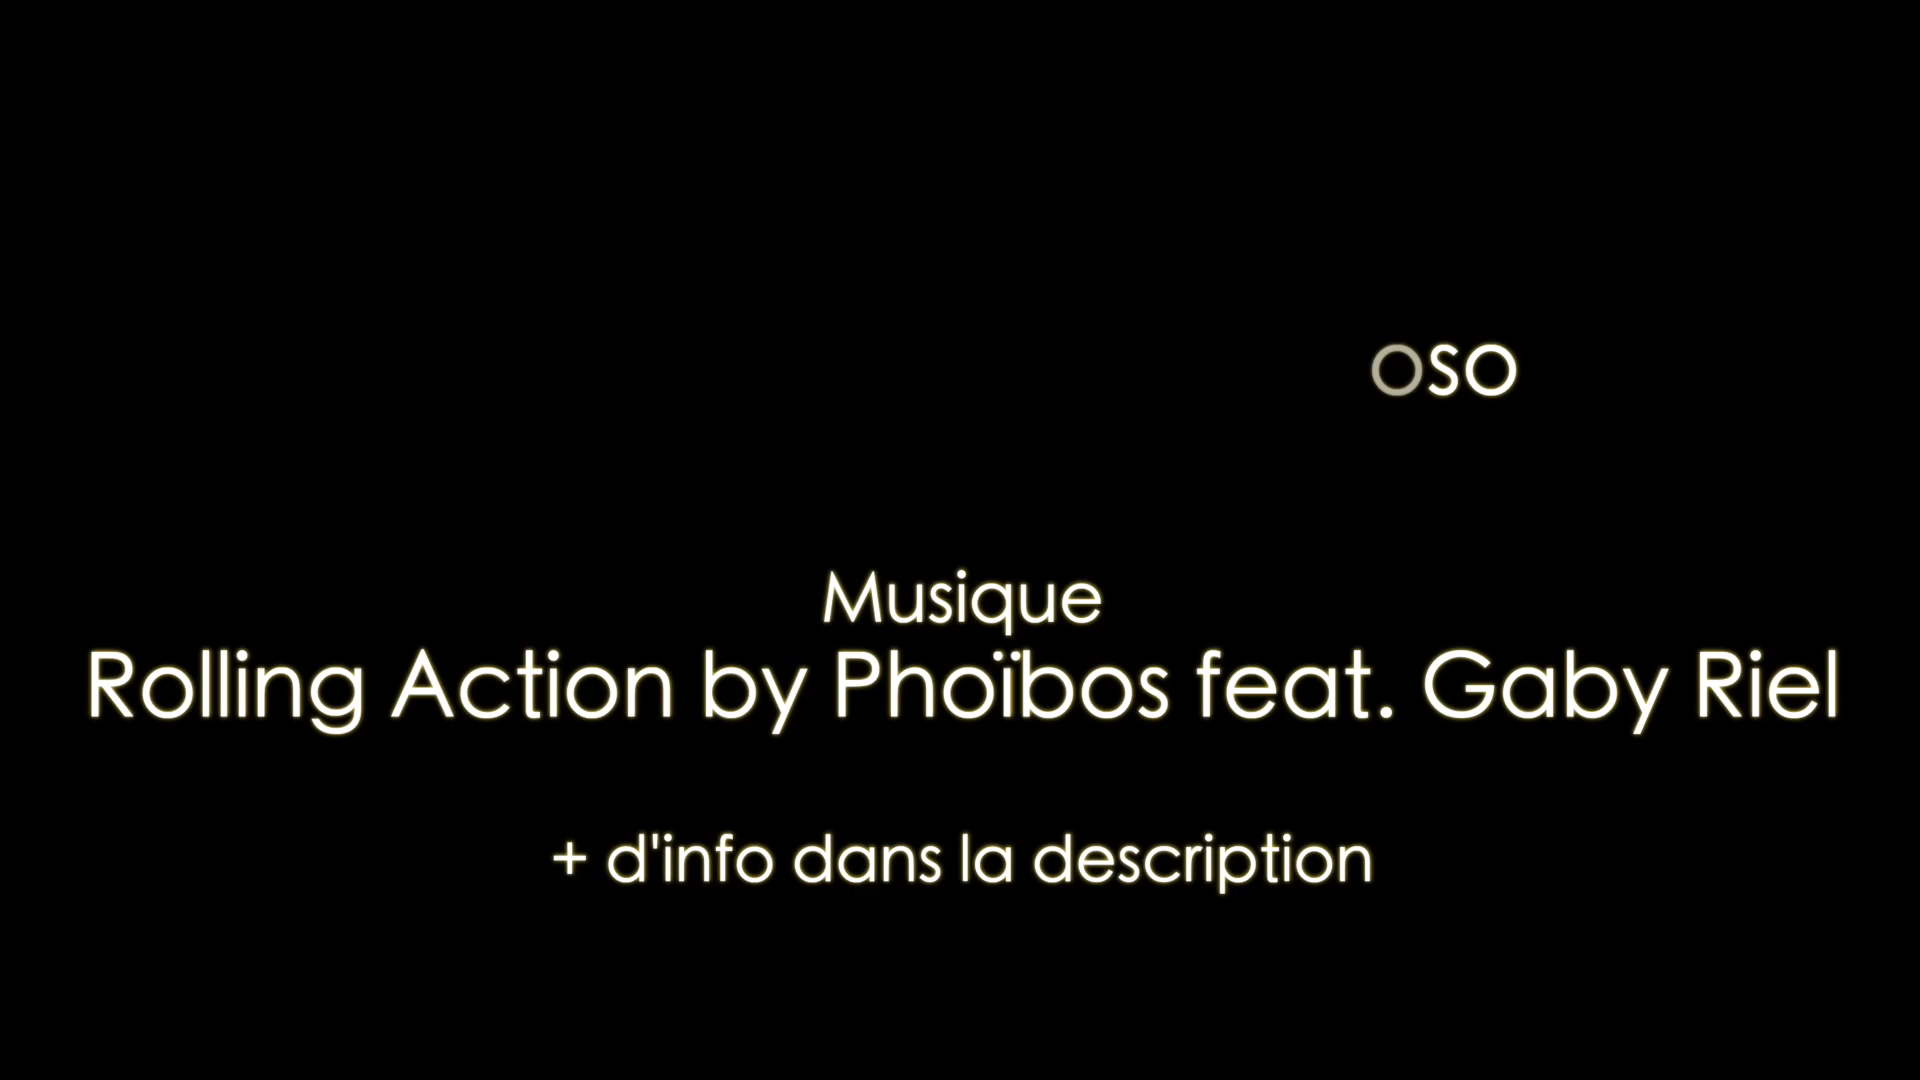 oso
Musique
Rolling Action by Phoïbos feat. Gaby Riel
+ d'info dans la description